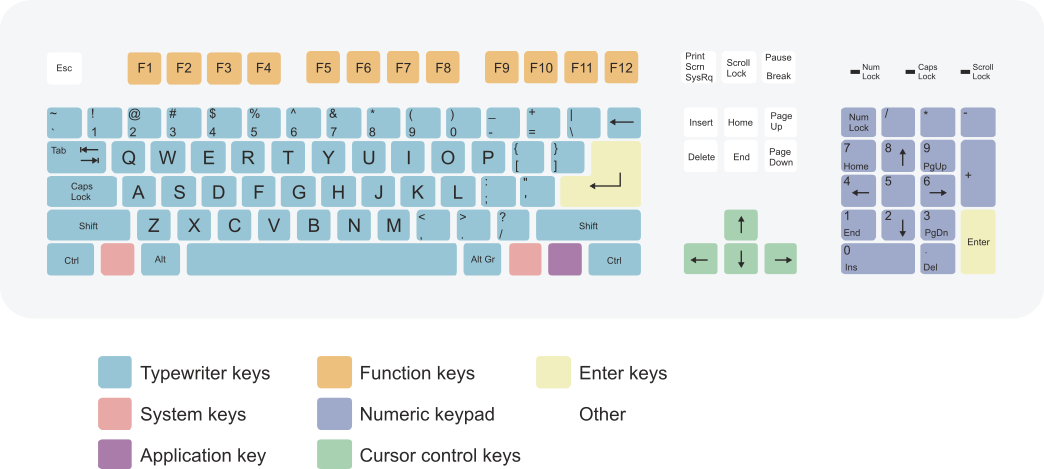 Esc F1 F2 F3 F4 F5 F6 F7 F8 F9 F10 F11 F12
Print
Scrn
SysRq
Scroll
Lock
Pause
Break
Num
Lock
Caps
Lock
Scroll
Lock
~ ! @ # $ % ^ & * ( ) _ + |
` 1 2 3 4 5 6 7 8 9 0 - = \ ←
Insert Home Page
Up
Num
Lock
/ * -
Tab Q W E R T Y U I O P { }
[ ]
Delete End Page
Down
7 8 ↑ 9
Home PgUp
+
Caps
Lock
A S D F G H J K L : "
; '
4 ← 5 6 →
Shift Z X C V B N M < > ?
, . /
Shift
↑
1 2 ↓ 3
End PgDn
Enter
Ctrl Alt Alt Gr Ctrl
← ↓ →
0 .
Ins Del
Typewriter keys
Function keys
Enter keys
System keys
Numeric keypad
Other
Application key
Cursor control keys